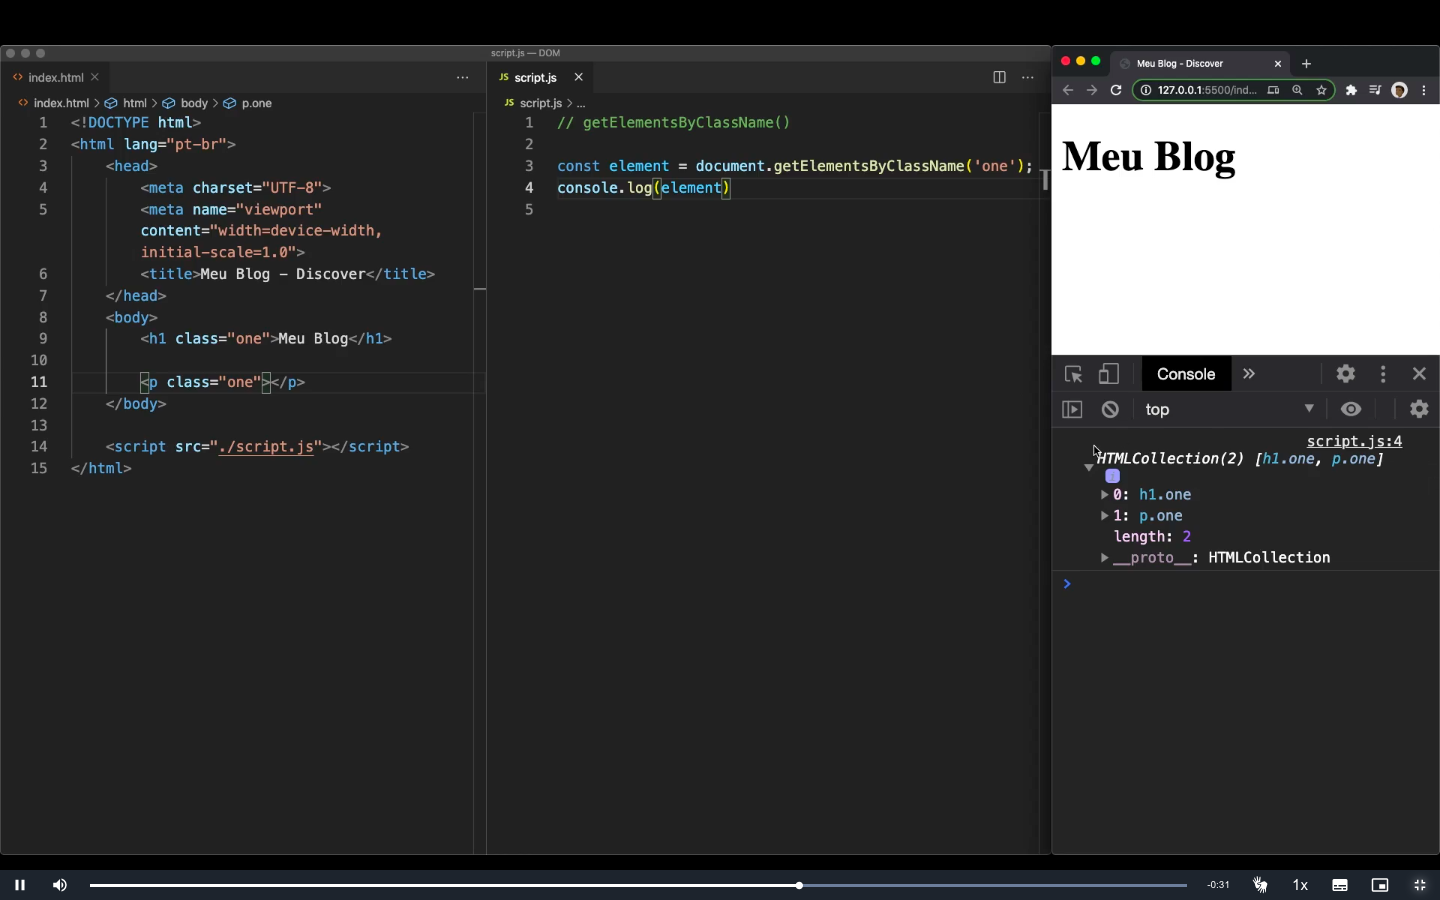 script.js — DOM
index.html
JS script.js
Meu Blog - Discover
127.0.0.1:5500/ind...
index.html > html > body > p.one
JS script.js > ...
1 <!DOCTYPE html>
2 <html lang="pt-br">
3 <head>
4 <meta charset="UTF-8">
5 <meta name="viewport"
content="width=device-width,
initial-scale=1.0">
6 <title>Meu Blog – Discover</title>
7 </head>
8 <body>
9 <h1 class="one">Meu Blog</h1>
10
11 <p class="one"></p>
12 </body>
13
14 <script src="./script.js"></script>
15 </html>
1 // getElementsByClassName()
2
3 const element = document.getElementsByClassName('one');
4 console.log(element)
5
Meu Blog
Console
top
script.js:4
HTMLCollection(2) [h1.one, p.one]
0: h1.one
1: p.one
length: 2
__proto__: HTMLCollection
-0:31
1x